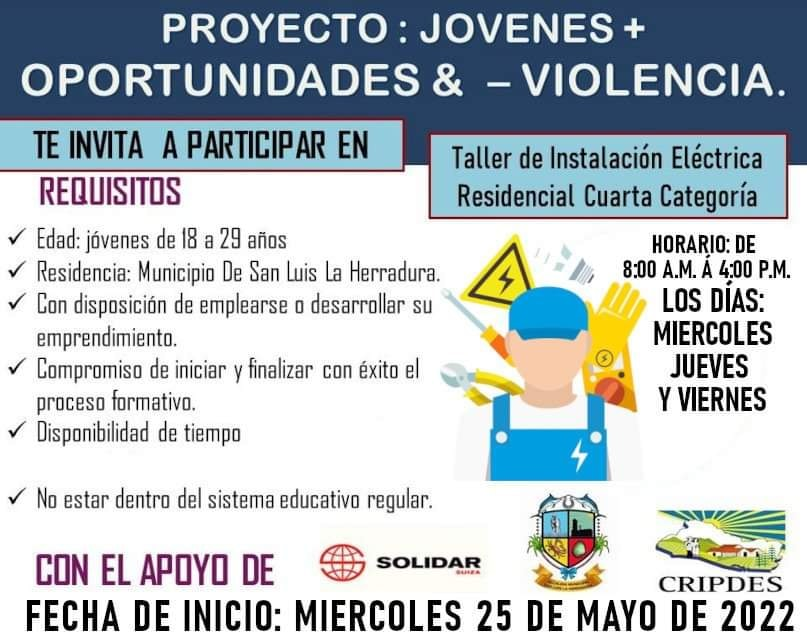 PROYECTO : JOVENES +
OPORTUNIDADES & – VIOLENCIA.
TE INVITA A PARTICIPAR EN
Taller de Instalación Eléctrica
Residencial Cuarta Categoría
REQUISITOS
✓ Edad: jóvenes de 18 a 29 años
✓ Residencia: Municipio De San Luis La Herradura.
✓ Con disposición de emplearse o desarrollar su
emprendimiento.
✓ Compromiso de iniciar y finalizar con éxito el
proceso formativo.
✓ Disponibilidad de tiempo
✓ No estar dentro del sistema educativo regular.
HORARIO: DE
8:00 A.M. Á 4:00 P.M.
LOS DÍAS:
MIERCOLES
JUEVES
Y VIERNES
CON EL APOYO DE
SOLIDAR
SUIZA
CRIPDES
FECHA DE INICIO: MIERCOLES 25 DE MAYO DE 2022